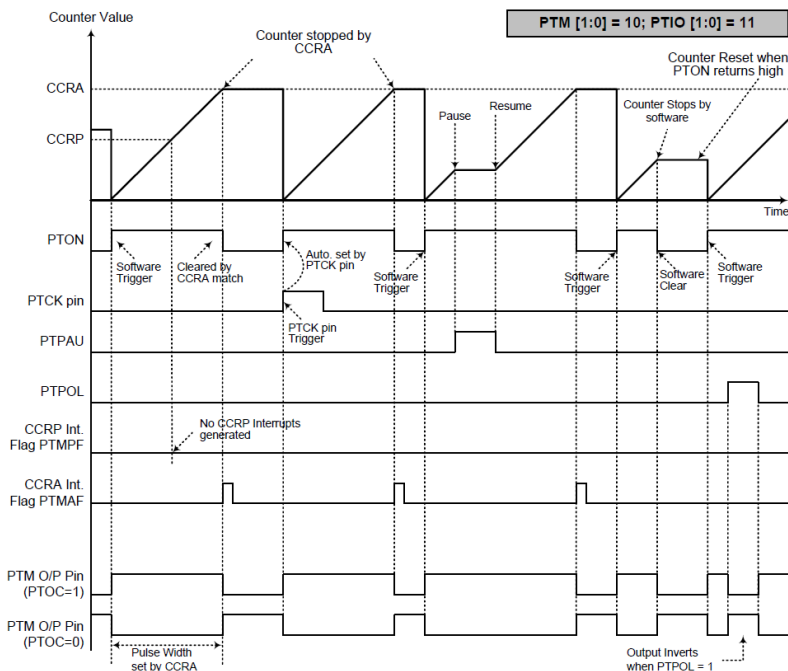 Counter Value
PTM [1:0] = 10; PTIO [1:0] = 11
Counter stopped by
CCRA
Counter Reset when
PTON returns high
CCRA
Resume
Counter Stops by
software
Pause
CCRP
Time
PTON
Software
Trigger
Cleared by
CCRA match
Auto. set by
PTCK pin
Software
Trigger
Software
Trigger
Software
Clear
Software
Trigger
PTCK pin
PTCK pin
Trigger
PTPAU
PTPOL
No CCRP Interrupts
generated
CCRP Int.
Flag PTMPF
CCRA Int.
Flag PTMAF
PTM O/P Pin
(PTOC=1)
PTM O/P Pin
(PTOC=0)
Pulse Width
set by CCRA
Output Inverts
when PTPOL = 1